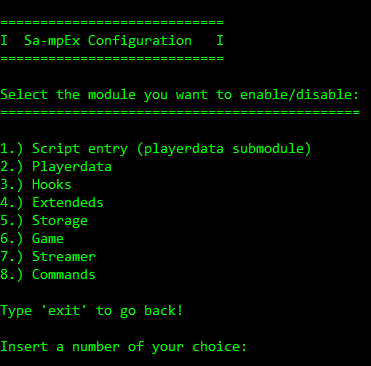 ============================
I  Sa-mpEx Configuration   I
============================
Select the module you want to enable/disable:
=============================================
1.) Script entry (playerdata submodule)
2.) Playerdata
3.) Hooks
4.) Extendeds
5.) Storage
6.) Game
7.) Streamer
8.) Commands
Type 'exit' to go back!
Insert a number of your choice: